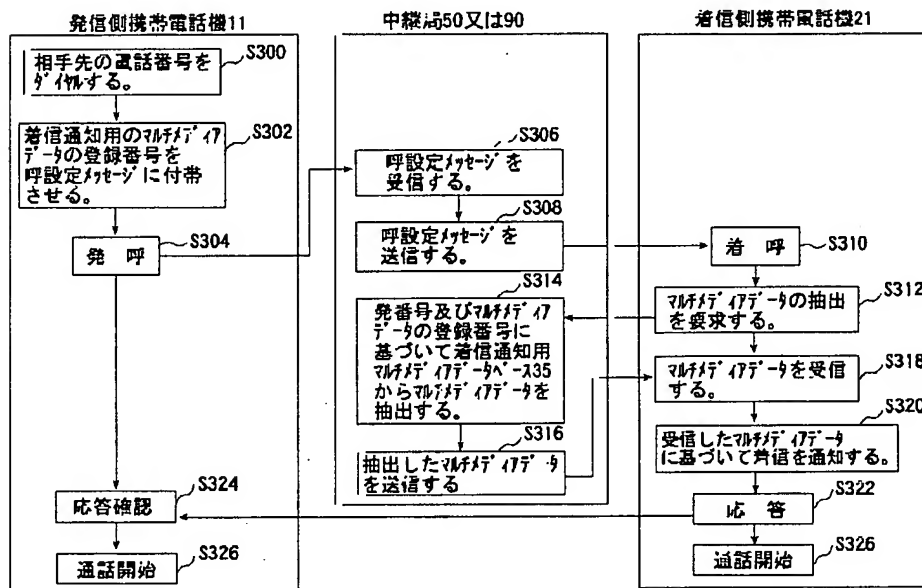 発信側携帯電話機11
相手先の電話番号を
ダイヤルする。
S300
着信通知用のマルチメディア
データの登録番号を
呼設定メッセージに付帯
させる。
S302
発 呼
S304
応答確認
S324
通話開始
S326
中継局50又は90
呼設定メッセージを
受信する。
S306
呼設定メッセージを
送信する。
S308
S314
発番号及びマルチメディア
データの登録番号に
基づいて着信通知用
マルチメディアデータベース35
からマルチメディアデータを
抽出する。
S316
抽出したマルチメディアデータ
を送信する
着信側携帯電話機21
着 呼
S310
マルチメディアデータの抽出
を要求する。
S312
マルチメディアデータを受信
する。
S318
S320
受信したマルチメディアデータ
に基づいて着信を通知する。
応 答
S322
通話開始
S326